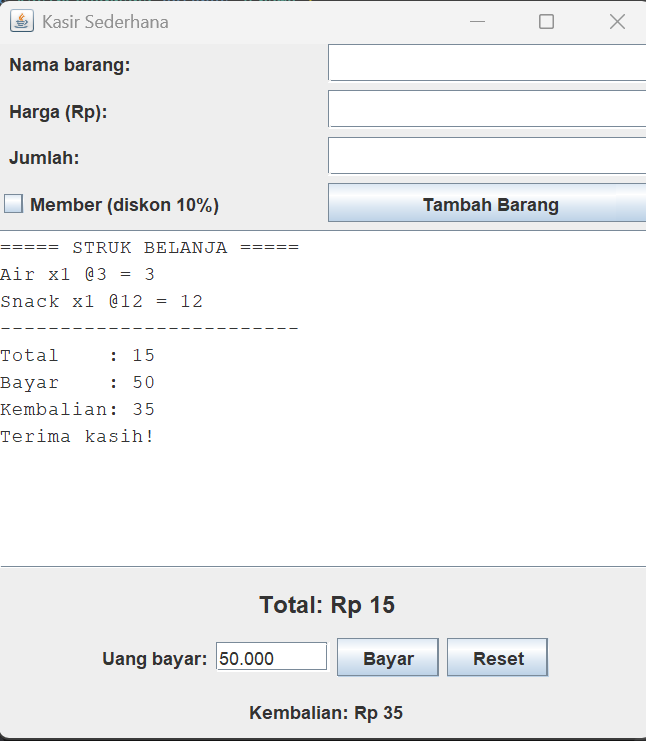 Kasir Sederhana
Nama barang:
Harga (Rp):
Jumlah:
Member (diskon 10%) Tambah Barang
===== STRUK BELANJA =====
Air x1 @3 = 3
Snack x1 @12 = 12
-------------------------
Total    : 15
Bayar    : 50
Kembalian: 35
Terima kasih!
Total: Rp 15
Uang bayar: 50.000 Bayar Reset
Kembalian: Rp 35